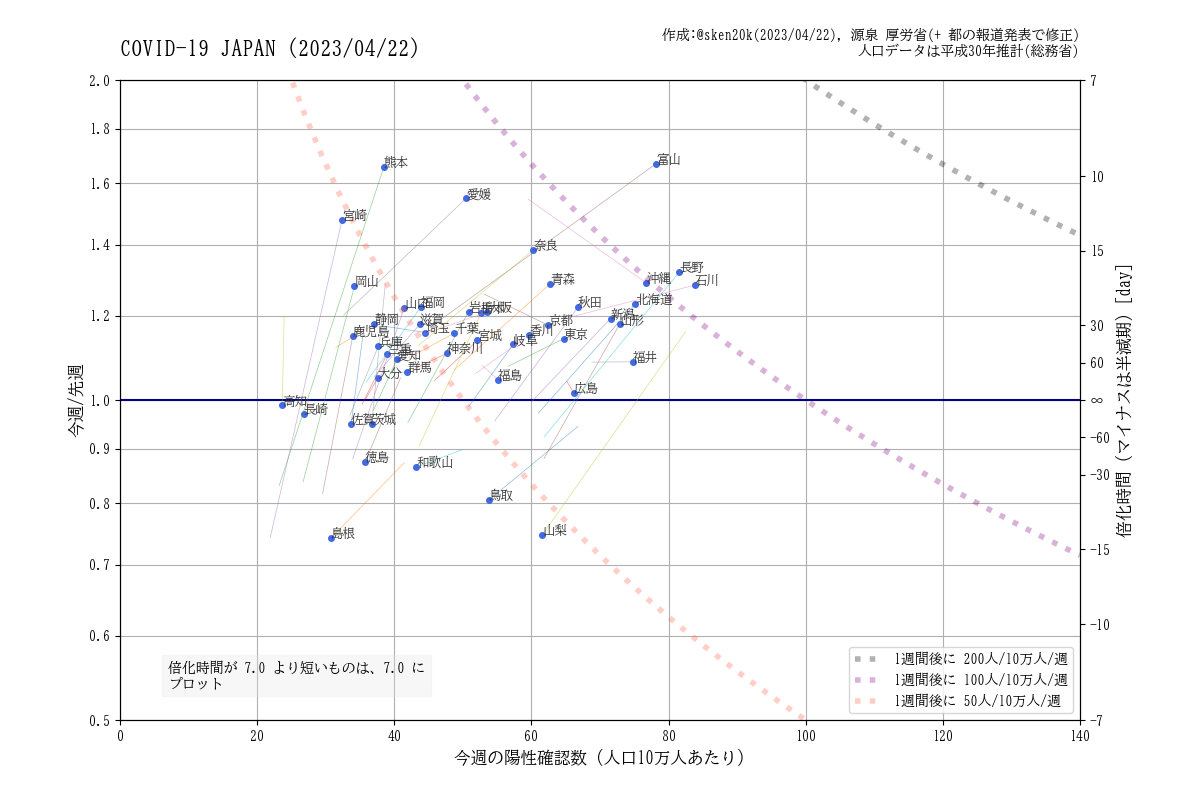 COVID-19 JAPAN (2023/04/22)
作成:@sken20k(2023/04/22), 源泉 厚労省(+ 都の報道発表で修正)
人口データは平成30年推計(総務省)
2.0
1.8
1.6
1.4
1.2
1.0
0.9
0.8
0.7
0.6
0.5
今週/先週
7
10
15
30
60
∞
-60
-30
-15
-10
-7
倍化時間 (マイナスは半減期) [day]
熊本
富山
愛媛
宮崎
奈良
長野
沖縄
石川
岡山
青森
北海道
秋田
福岡
大阪
静岡
滋賀
新潟
山形
京都
鹿児島
埼玉
千葉
宮城
香川
東京
岐阜
兵庫
神奈川
愛知
群馬
福井
大分
福島
広島
高知
長崎
佐賀
茨城
徳島
和歌山
鳥取
島根
山梨
倍化時間が 7.0 より短いものは、7.0 に
プロット
1週間後に 200人/10万人/週
1週間後に 100人/10万人/週
1週間後に 50人/10万人/週
0
20
40
60
80
100
120
140
今週の陽性確認数 (人口10万人あたり)